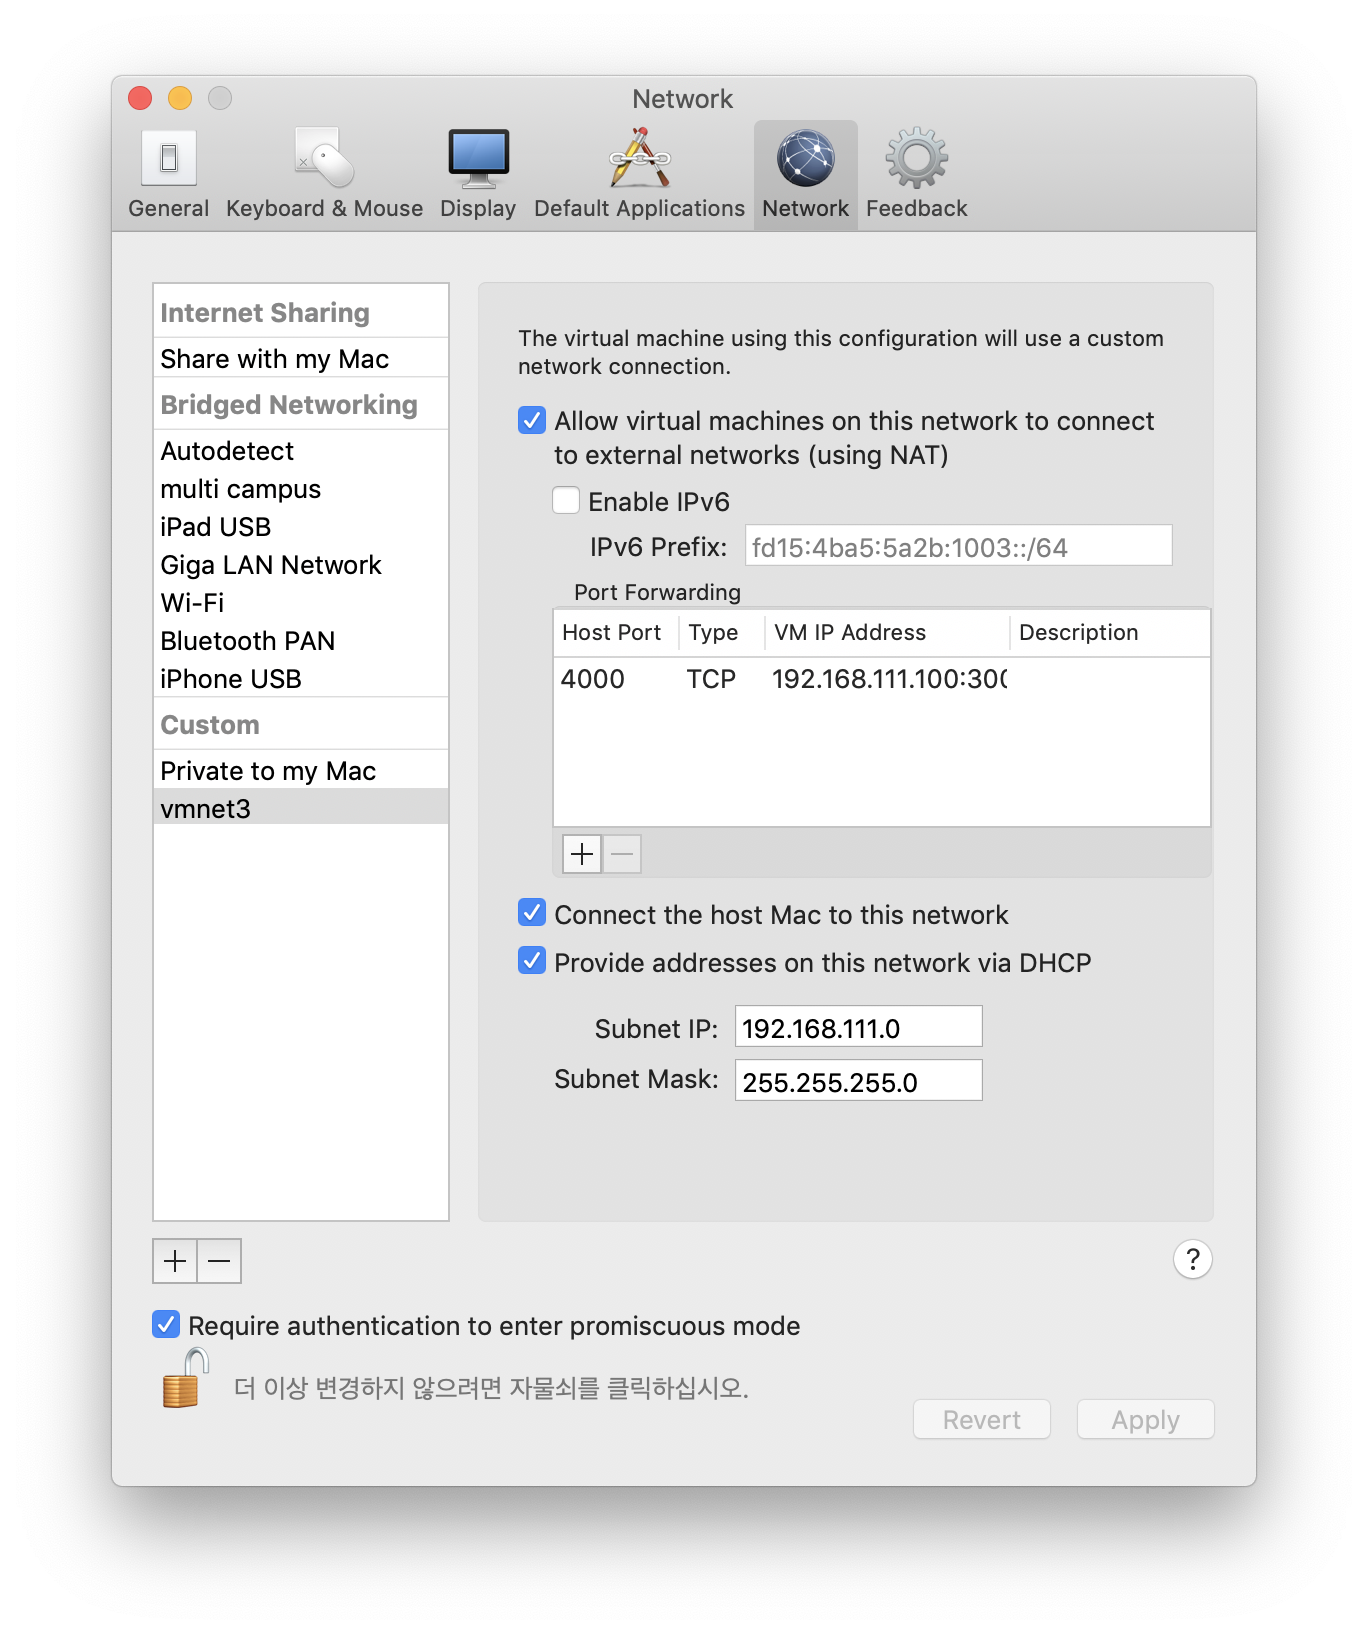 Network
General
Keyboard & Mouse
Display
Default Applications
Network
Feedback
Internet Sharing
Share with my Mac
Bridged Networking
Autodetect
multi campus
iPad USB
Giga LAN Network
Wi-Fi
Bluetooth PAN
iPhone USB
Custom
Private to my Mac
vmnet3
The virtual machine using this configuration will use a custom
network connection.
Allow virtual machines on this network to connect
to external networks (using NAT)
Enable IPv6
IPv6 Prefix: fd15:4ba5:5a2b:1003::/64
Port Forwarding
Host Port Type VM IP Address Description
4000 TCP 192.168.111.100:300
Connect the host Mac to this network
Provide addresses on this network via DHCP
Subnet IP: 192.168.111.0
Subnet Mask: 255.255.255.0
?
Require authentication to enter promiscuous mode
더 이상 변경하지 않으려면 자물쇠를 클릭하십시오.
Revert
Apply